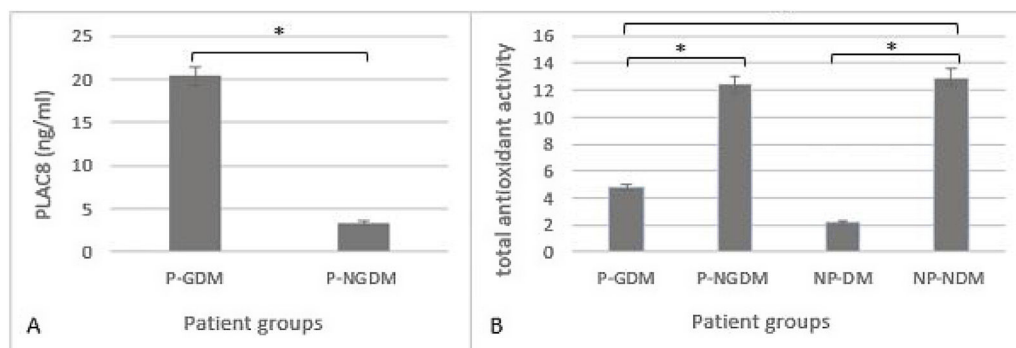 25
20
15
10
5
0
PLAC8 (ng/ml)
*
P-GDM P-NGDM
A
Patient groups
16
14
12
10
8
6
4
2
0
total antioxidant activity
* *
P-GDM P-NGDM NP-DM NP-NDM
B
Patient groups